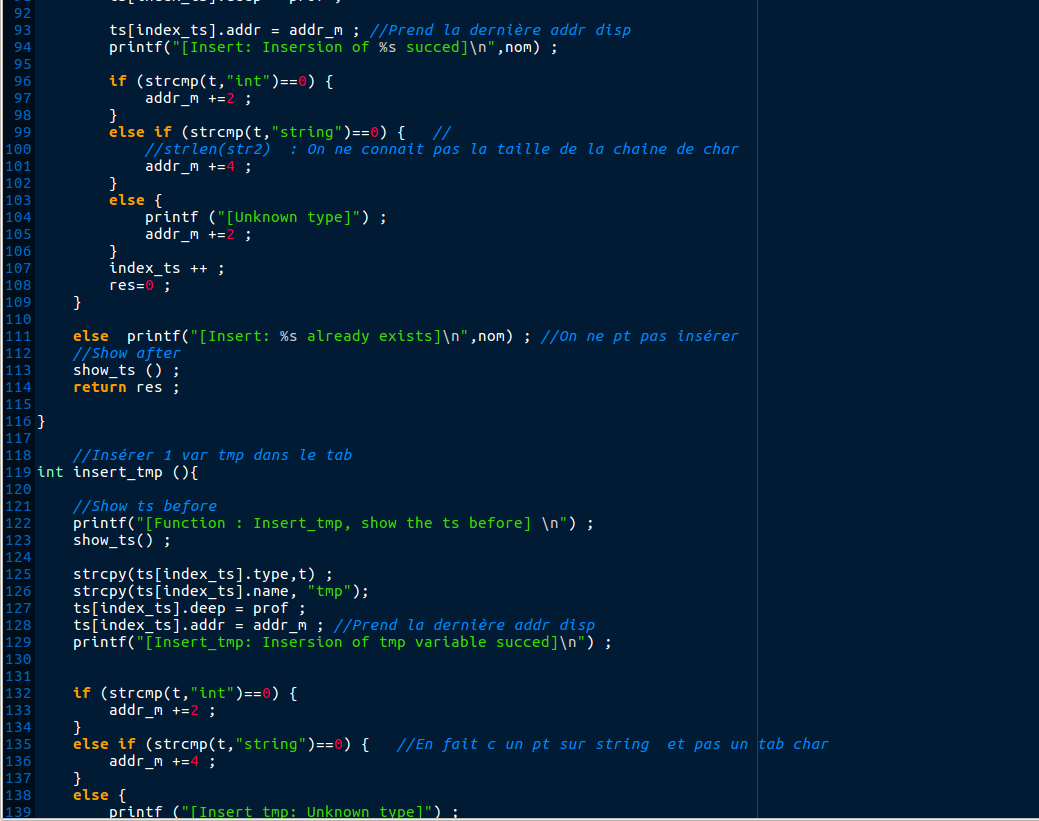 92
93 ts[index_ts].addr = addr_m ; //Prend la dernière addr disp
94 printf("[Insert: Insersion of %s succed]\n",nom) ;
95
96 if (strcmp(t,"int")==0) {
97 addr_m +=2 ;
98 }
99 else if (strcmp(t,"string")==0) { //
100 //strlen(str2) : On ne connait pas la taille de la chaine de char
101 addr_m +=4 ;
102 }
103 else {
104 printf ("[Unknown type]") ;
105 addr_m +=2 ;
106 }
107 index_ts ++ ;
108 res=0 ;
109 }
110
111 else printf("[Insert: %s already exists]\n",nom) ; //On ne pt pas insérer
112 //Show after
113 show_ts () ;
114 return res ;
115
116 }
117
118 //Insérer 1 var tmp dans le tab
119 int insert_tmp (){
120
121 //Show ts before
122 printf("[Function : Insert_tmp, show the ts before] \n") ;
123 show_ts() ;
124
125 strcpy(ts[index_ts].type,t) ;
126 strcpy(ts[index_ts].name, "tmp");
127 ts[index_ts].deep = prof ;
128 ts[index_ts].addr = addr_m ; //Prend la dernière addr disp
129 printf("[Insert_tmp: Insersion of tmp variable succed]\n") ;
130
131
132 if (strcmp(t,"int")==0) {
133 addr_m +=2 ;
134 }
135 else if (strcmp(t,"string")==0) { //En fait c un pt sur string et pas un tab char
136 addr_m +=4 ;
137 }
138 else {
139 printf ("[Insert_tmp: Unknown type]") ;